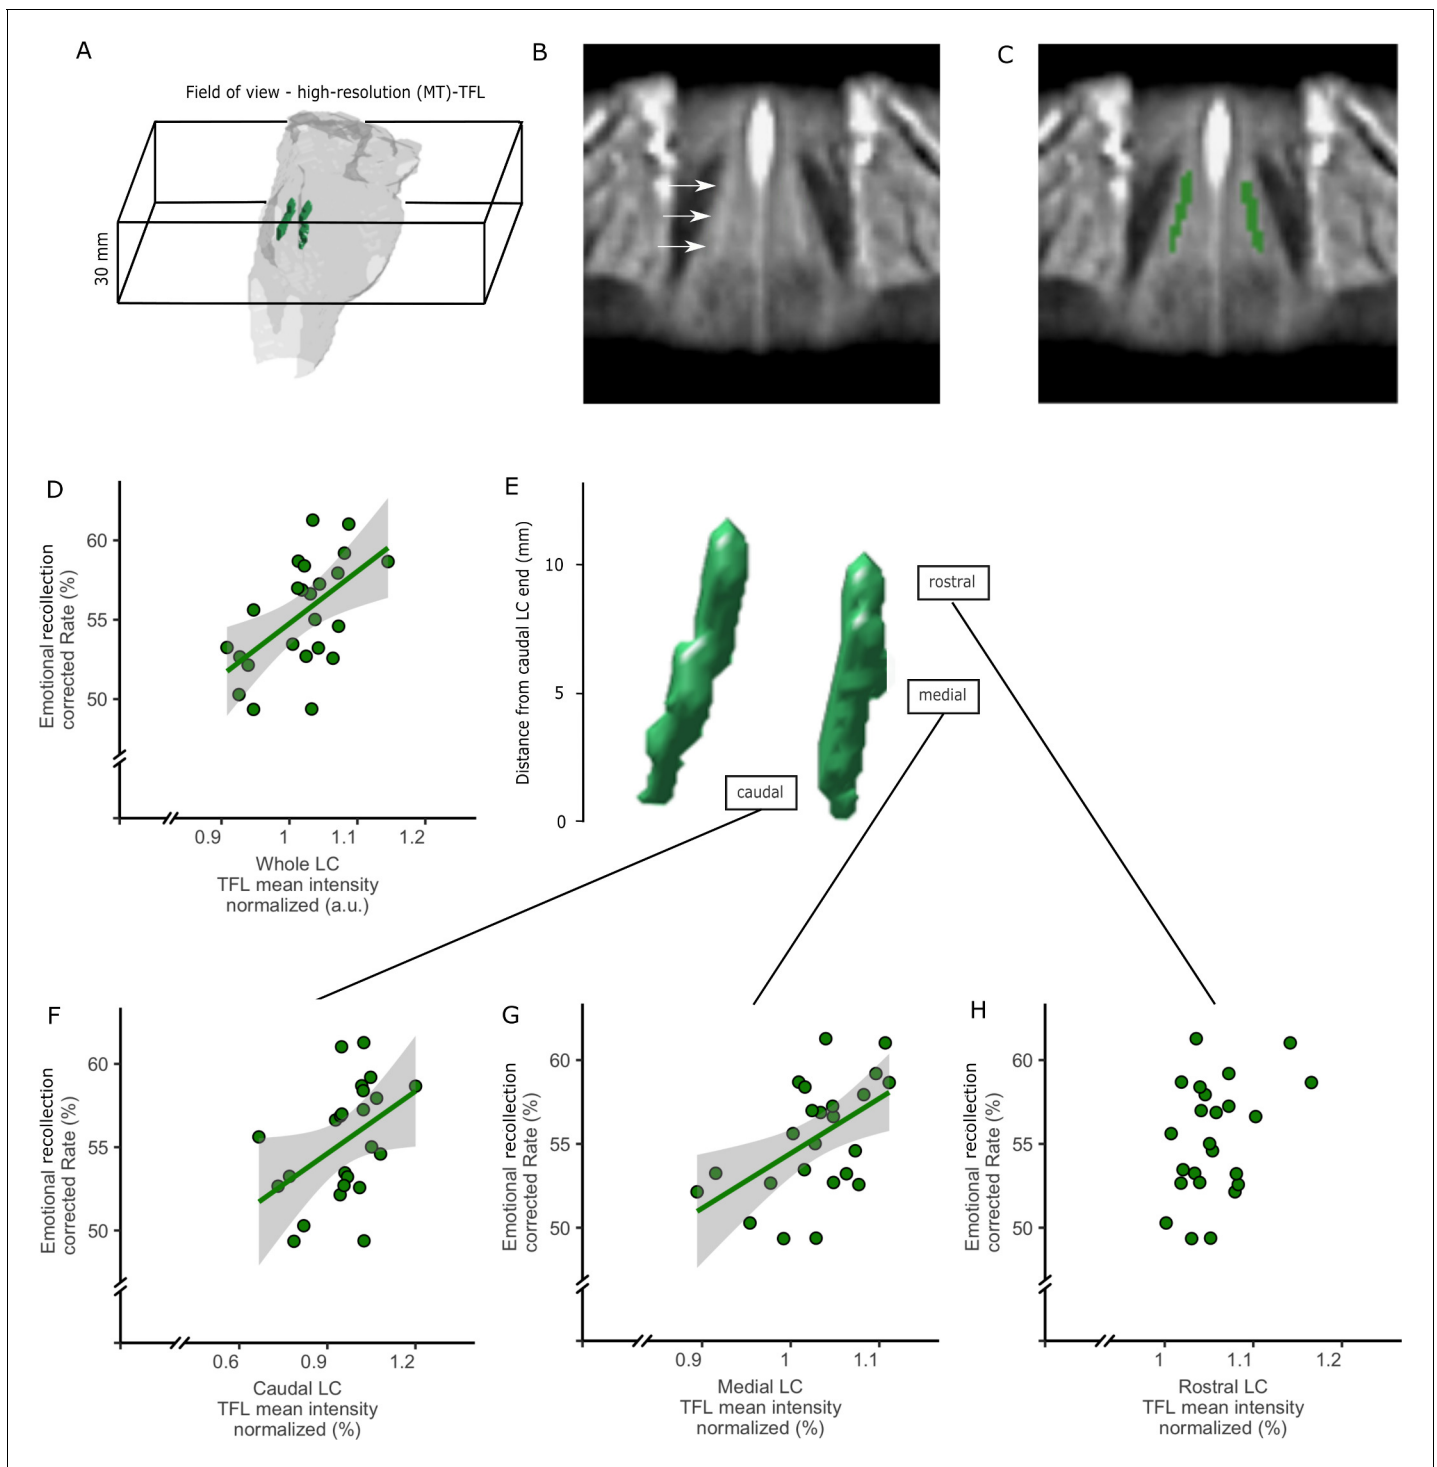 A
Field of view - high-resolution (MT)-TFL
30 mm
B
C
D
Emotional recollection
corrected Rate (%)
60
55
50
0.9 1 1.1 1.2
Whole LC
TFL mean intensity
normalized (a.u.)
E
Distance from caudal LC end (mm)
10
5
0
rostral
medial
caudal
F
Emotional recollection
corrected Rate (%)
60
55
50
0.6 0.9 1.2
Caudal LC
TFL mean intensity
normalized (%)
G
Emotional recollection
corrected Rate (%)
60
55
50
0.9 1 1.1
Medial LC
TFL mean intensity
normalized (%)
H
Emotional recollection
corrected Rate (%)
60
55
50
1 1.1 1.2
Rostral LC
TFL mean intensity
normalized (%)